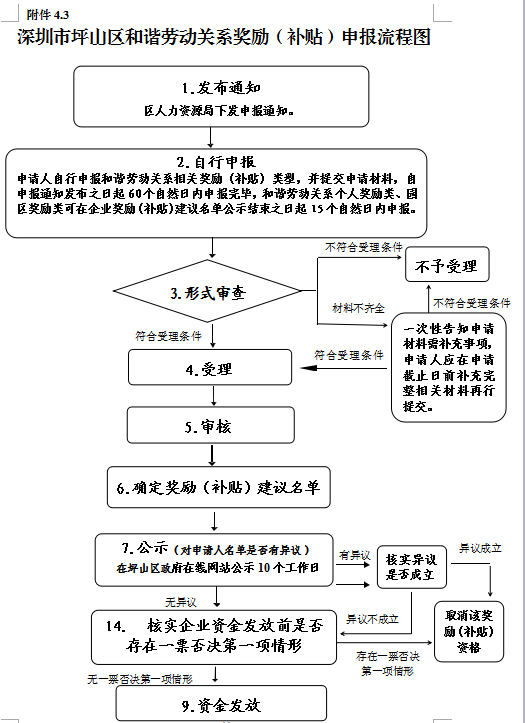 附件 4.3
深圳市坪山区和谐劳动关系奖励（补贴）申报流程图
1.发布通知
区人力资源局下发申报通知。
2.自行申报
申请人自行申报和谐劳动关系相关奖励（补贴）类型，并提交申请材料，自
申报通知发布之日起60个自然日内申报完毕，和谐劳动关系个人奖励类、园
区奖励类可在企业奖励(补贴)建议名单公示结束之日起15个自然日内申报。
不符合受理条件
不予受理
3.形式审查
材料不齐全
不符合受理条件
一次性告知申请
材料需补充事项，
申请人应在申请
截止日前补充完
整相关材料再行
提交。
符合受理条件
符合受理条件
4.受理
5.审核
6.确定奖励（补贴）建议名单
7.公示（对申请人名单是否有异议）
在坪山区政府在线网站公示10个工作日
有异议
核实异议
是否成立
异议成立
无异议
异议不成立
取消该奖
励（补贴）
资格
14. 核实企业资金发放前是否
存在一票否决第一项情形
存在一票否决
第一项情形
无一票否决第一项情形
9.资金发放